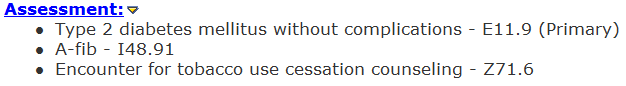 Assessment:
Type 2 diabetes mellitus without complications - E11.9 (Primary)
A-fib - I48.91
Encounter for tobacco use cessation counseling - Z71.6